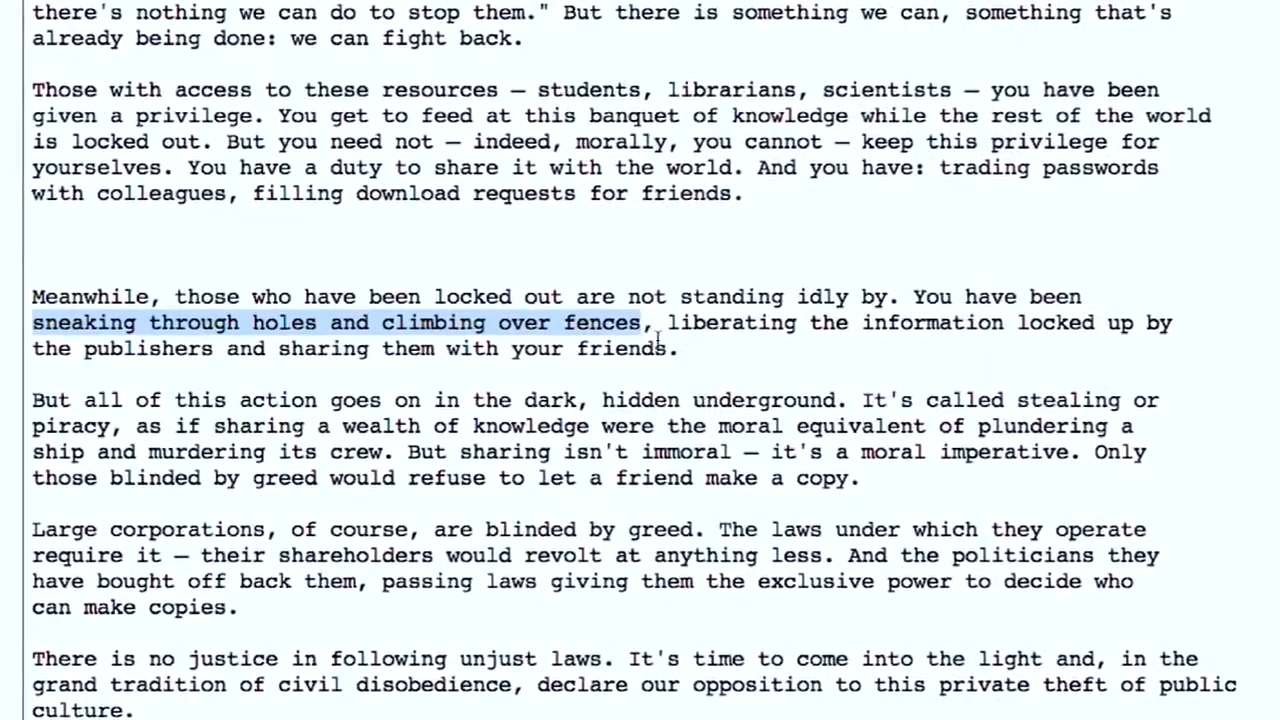 there's nothing we can do to stop them." But there is something we can, something that's
already being done: we can fight back.
Those with access to these resources — students, librarians, scientists — you have been
given a privilege. You get to feed at this banquet of knowledge while the rest of the world
is locked out. But you need not — indeed, morally, you cannot — keep this privilege for
yourselves. You have a duty to share it with the world. And you have: trading passwords
with colleagues, filling download requests for friends.
Meanwhile, those who have been locked out are not standing idly by. You have been
sneaking through holes and climbing over fences, liberating the information locked up by
the publishers and sharing them with your friends.
But all of this action goes on in the dark, hidden underground. It's called stealing or
piracy, as if sharing a wealth of knowledge were the moral equivalent of plundering a
ship and murdering its crew. But sharing isn't immoral — it's a moral imperative. Only
those blinded by greed would refuse to let a friend make a copy.
Large corporations, of course, are blinded by greed. The laws under which they operate
require it — their shareholders would revolt at anything less. And the politicians they
have bought off back them, passing laws giving them the exclusive power to decide who
can make copies.
There is no justice in following unjust laws. It's time to come into the light and, in the
grand tradition of civil disobedience, declare our opposition to this private theft of public
culture.